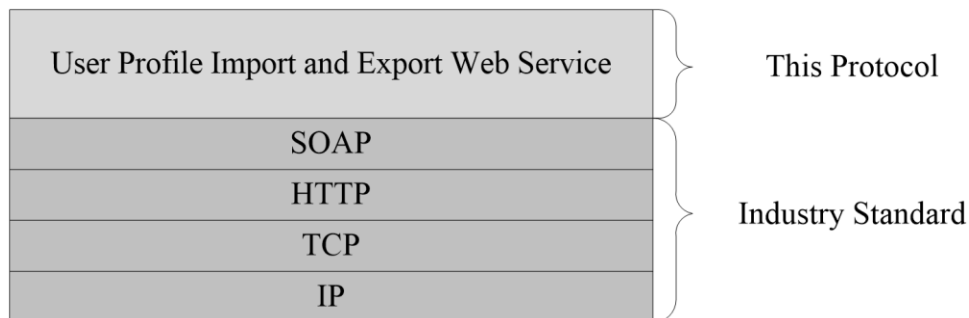 User Profile Import and Export Web Service
This Protocol
SOAP
HTTP
TCP
IP
Industry Standard